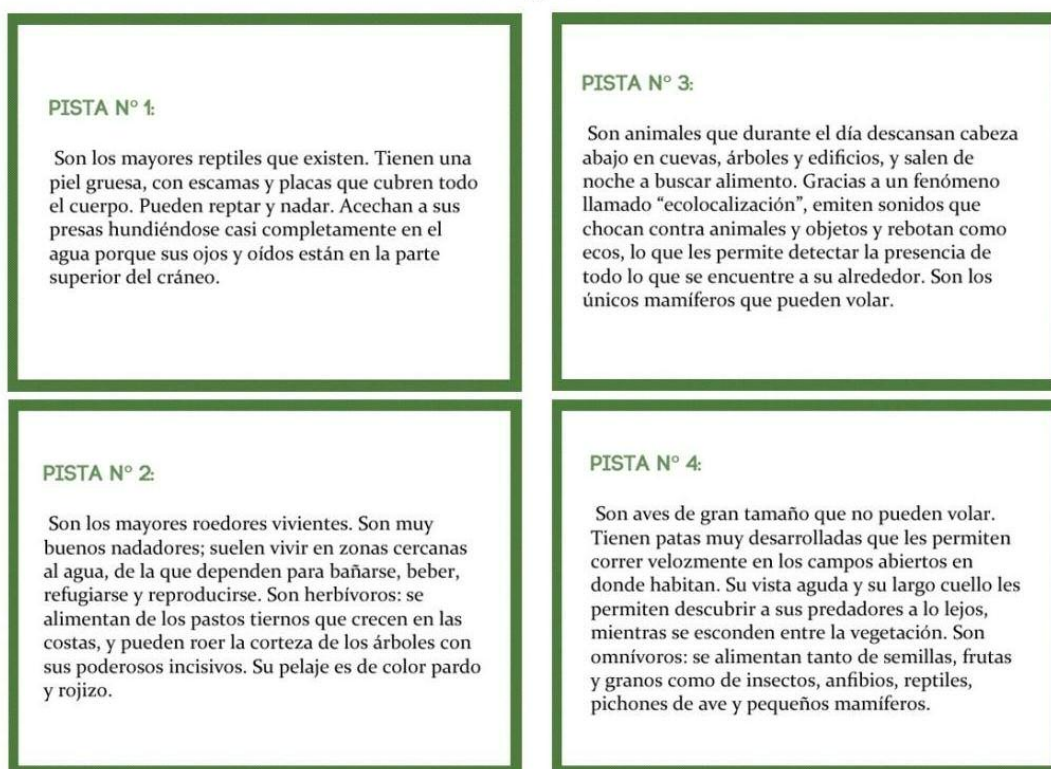 PISTA N° 1:
Son los mayores reptiles que existen. Tienen una
piel gruesa, con escamas y placas que cubren todo
el cuerpo. Pueden reptar y nadar. Acechan a sus
presas hundiéndose casi completamente en el
agua porque sus ojos y oídos están en la parte
superior del cráneo.
PISTA N° 2:
Son los mayores roedores vivientes. Son muy
buenos nadadores; suelen vivir en zonas cercanas
al agua, de la que dependen para bañarse, beber,
refugiarse y reproducirse. Son herbívoros: se
alimentan de los pastos tiernos que crecen en las
costas, y pueden roer la corteza de los árboles con
sus poderosos incisivos. Su pelaje es de color pardo
y rojizo.
PISTA N° 3:
Son animales que durante el día descansan cabeza
abajo en cuevas, árboles y edificios, y salen de
noche a buscar alimento. Gracias a un fenómeno
llamado “ecolocalización”, emiten sonidos que
chocan contra animales y objetos y rebotan como
ecos, lo que les permite detectar la presencia de
todo lo que se encuentre a su alrededor. Son los
únicos mamíferos que pueden volar.
PISTA N° 4:
Son aves de gran tamaño que no pueden volar.
Tienen patas muy desarrolladas que les permiten
correr velozmente en los campos abiertos en
donde habitan. Su vista aguda y su largo cuello les
permiten descubrir a sus predadores a lo lejos,
mientras se esconden entre la vegetación. Son
omnívoros: se alimentan tanto de semillas, frutas
y granos como de insectos, anfibios, reptiles,
pichones de ave y pequeños mamíferos.